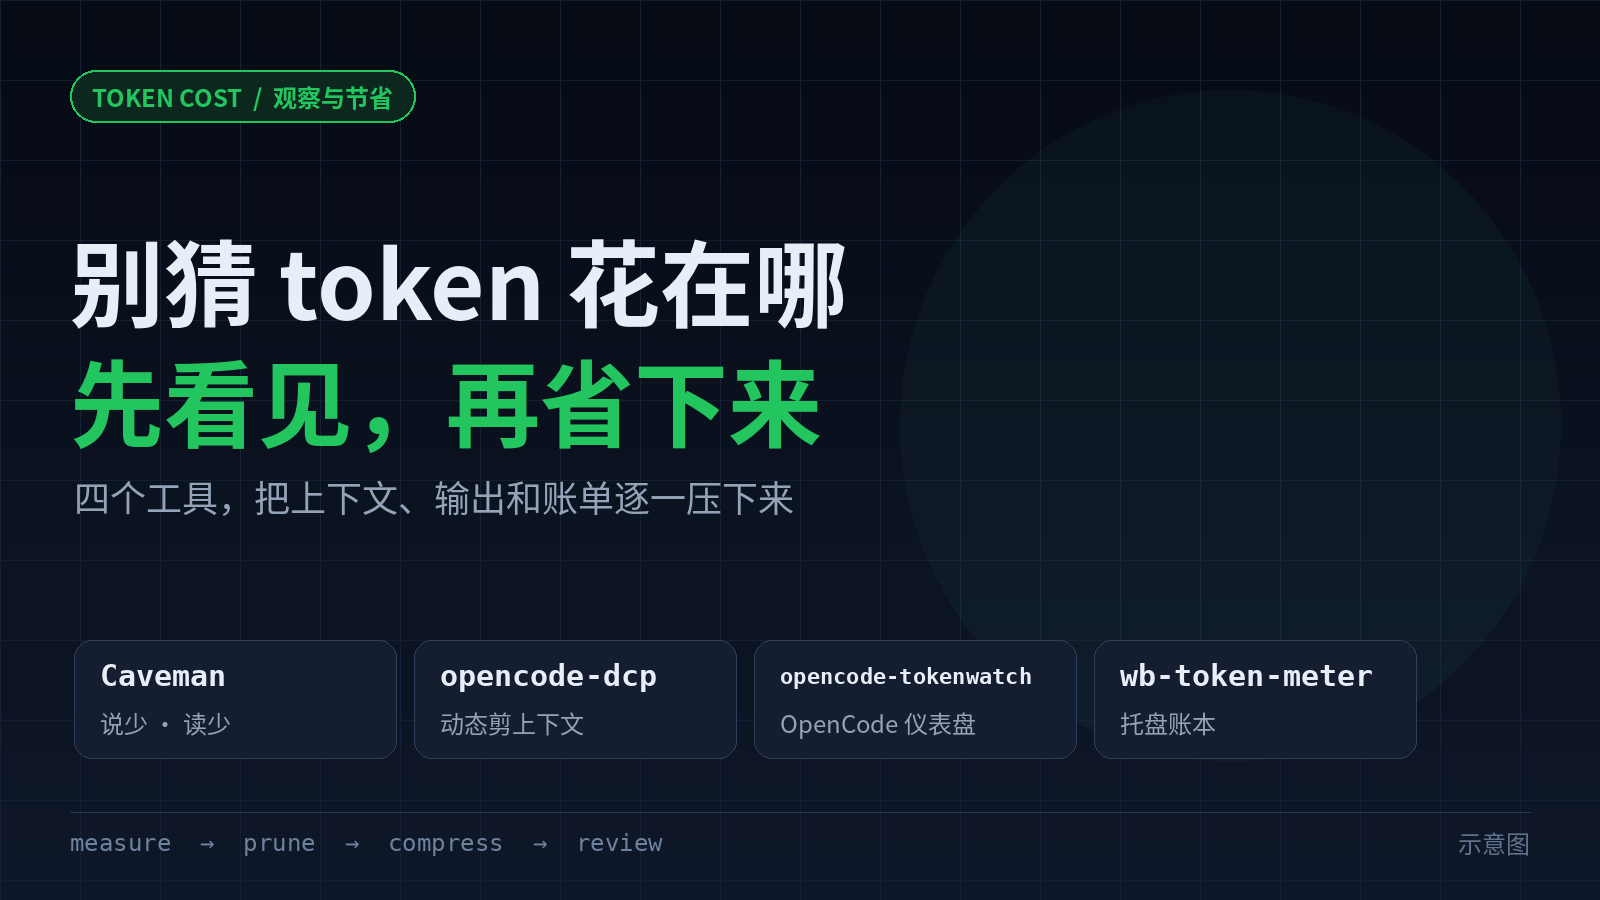 TOKEN COST / 观察与节省
别猜 token 花在哪
先看见，再省下来
四个工具，把上下文、输出和账单逐一压下来
Caveman
说少 · 读少
opencode-dcp
动态剪上下文
opencode-tokenwatch
OpenCode 仪表盘
wb-token-meter
托盘账本
measure → prune → compress → review
示意图